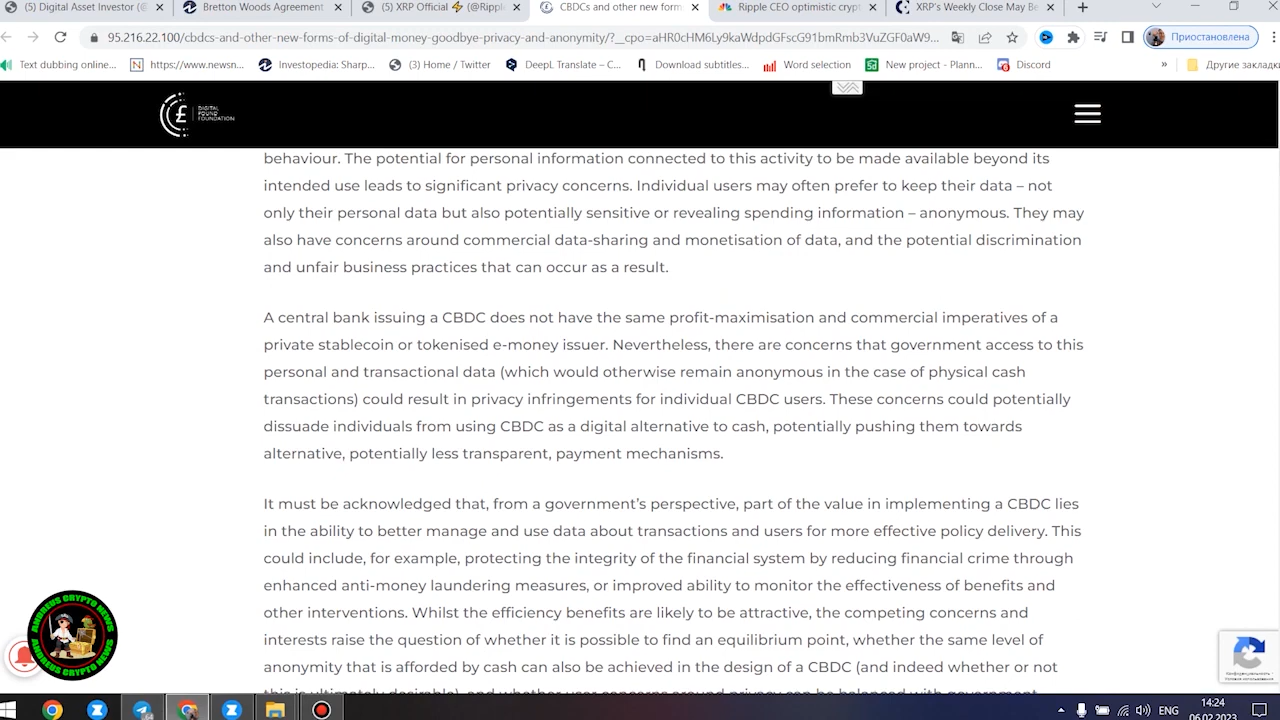 (5) Digital Asset Investor (@
Bretton Woods Agreement
(5) XRP Official ⚡ (@Rippl
CBDCs and other new form
Ripple CEO optimistic crypt
XRP's Weekly Close May Be
95.216.22.100/cbdcs-and-other-new-forms-of-digital-money-goodbye-privacy-and-anonymity/?__cpo=aHR0cHM6Ly9kaWdpdGFscG91bmRmb3VuZGF0aW9...
Приостановлена
Text dubbing online...
https://www.newsn...
Investopedia: Sharp...
(3) Home / Twitter
DeepL Translate – C...
Download subtitles...
Word selection
New project - Plann...
Discord
»
Другие закладки
DIGITAL
POUND
FOUNDATION
behaviour. The potential for personal information connected to this activity to be made available beyond its
intended use leads to significant privacy concerns. Individual users may often prefer to keep their data – not
only their personal data but also potentially sensitive or revealing spending information – anonymous. They may
also have concerns around commercial data-sharing and monetisation of data, and the potential discrimination
and unfair business practices that can occur as a result.
A central bank issuing a CBDC does not have the same profit-maximisation and commercial imperatives of a
private stablecoin or tokenised e-money issuer. Nevertheless, there are concerns that government access to this
personal and transactional data (which would otherwise remain anonymous in the case of physical cash
transactions) could result in privacy infringements for individual CBDC users. These concerns could potentially
dissuade individuals from using CBDC as a digital alternative to cash, potentially pushing them towards
alternative, potentially less transparent, payment mechanisms.
It must be acknowledged that, from a government's perspective, part of the value in implementing a CBDC lies
in the ability to better manage and use data about transactions and users for more effective policy delivery. This
could include, for example, protecting the integrity of the financial system by reducing financial crime through
enhanced anti-money laundering measures, or improved ability to monitor the effectiveness of benefits and
other interventions. Whilst the efficiency benefits are likely to be attractive, the competing concerns and
interests raise the question of whether it is possible to find an equilibrium point, whether the same level of
anonymity that is afforded by cash can also be achieved in the design of a CBDC (and indeed whether or not
ANDREUS CRYPTO NEWS
ANDREUS CRYPTO NEWS
Конфиденциальность -
Условия использования
ENG
14:24
06.02.2023